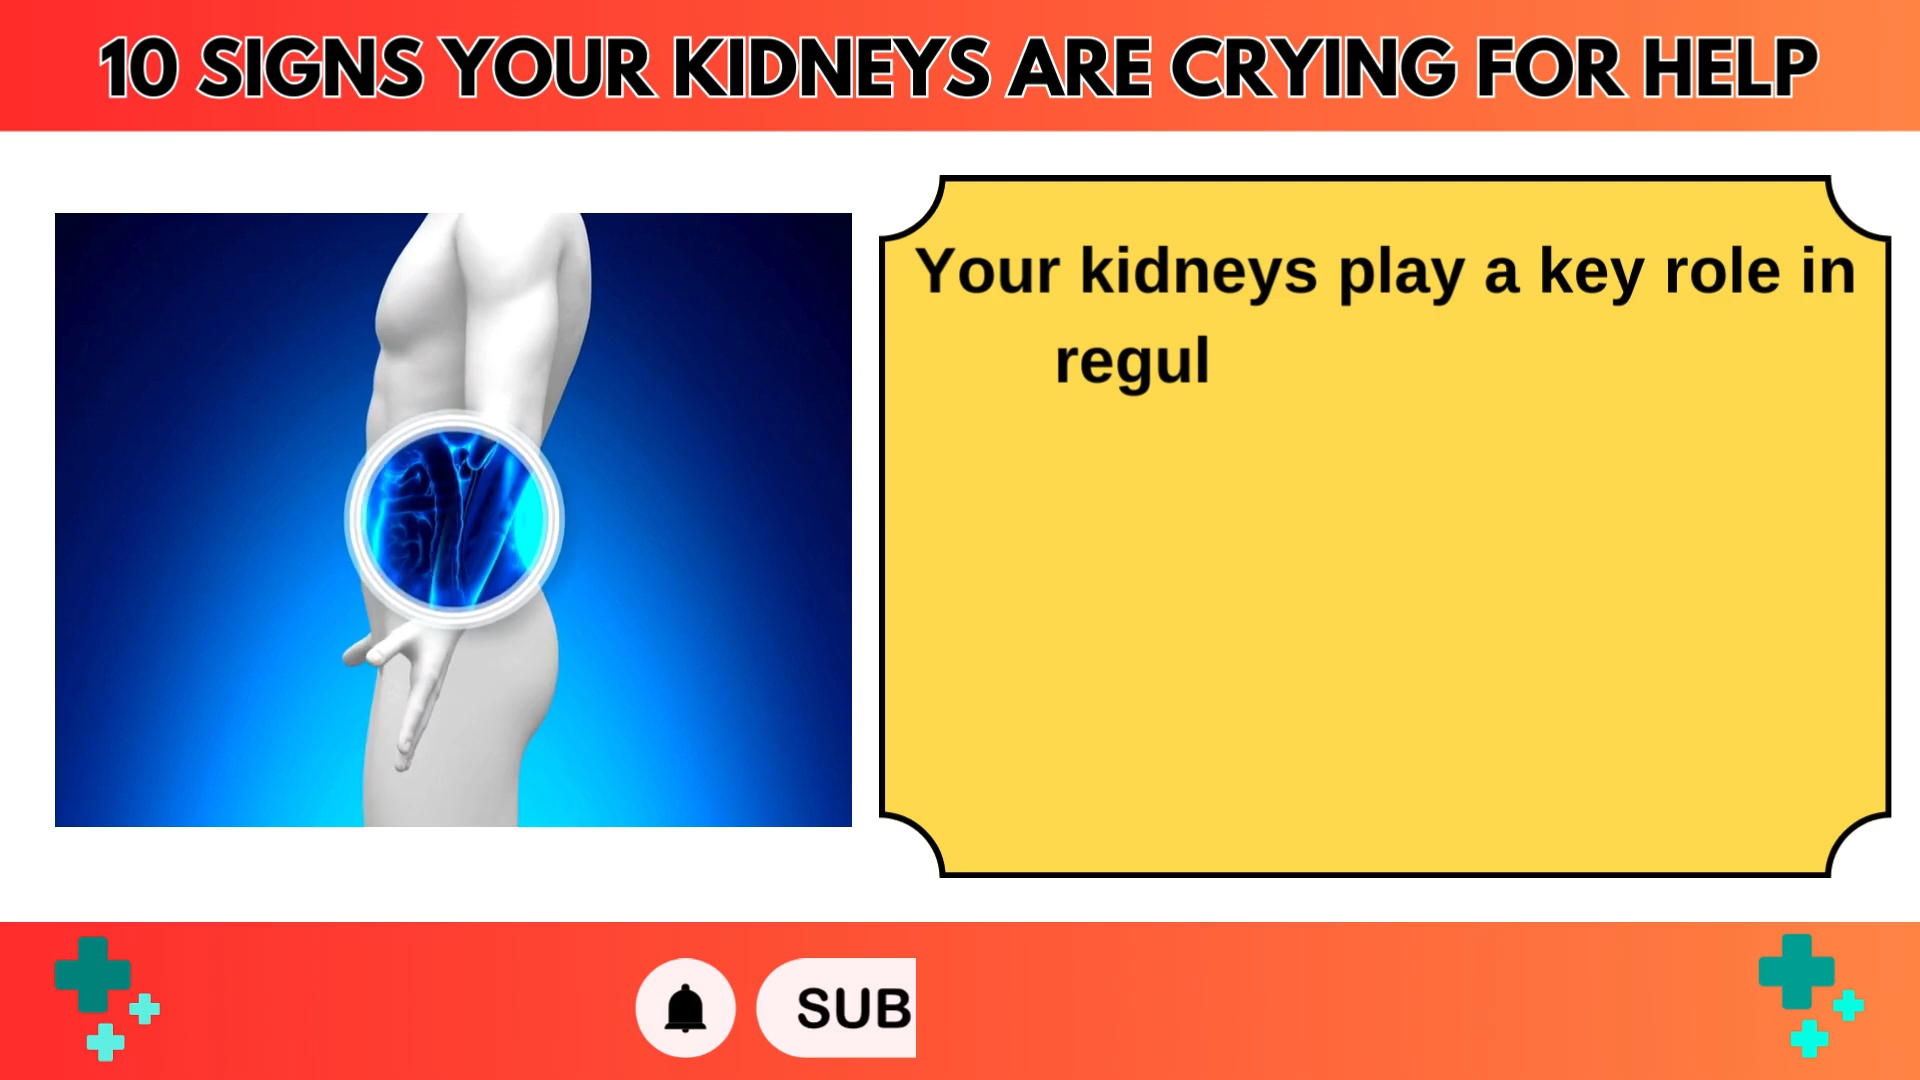 10 SIGNS YOUR KIDNEYS ARE CRYING FOR HELP
Your kidneys play a key role in
regul
SUB